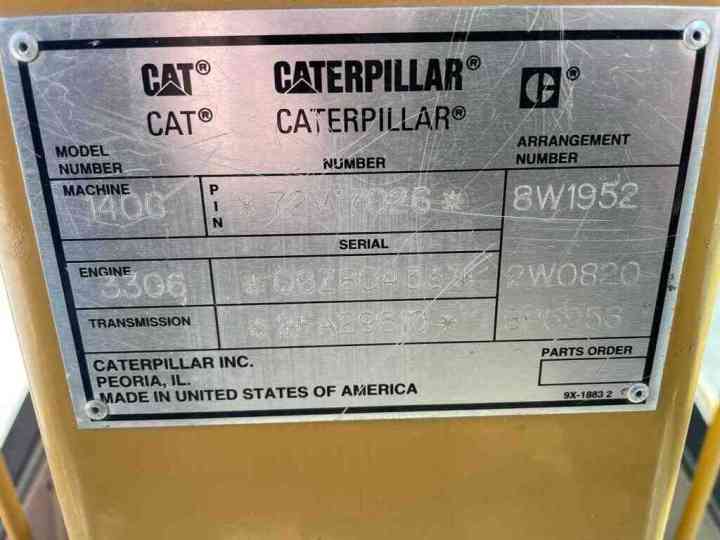 CAT® CATERPILLAR® ®
CAT® CATERPILLAR®
MODEL NUMBER NUMBER ARRANGEMENT NUMBER
MACHINE 140G PIN 8W1952
SERIAL
ENGINE 3306 2W0820
TRANSMISSION
CATERPILLAR INC. PARTS ORDER
PEORIA, IL.
MADE IN UNITED STATES OF AMERICA 9X-1883 2